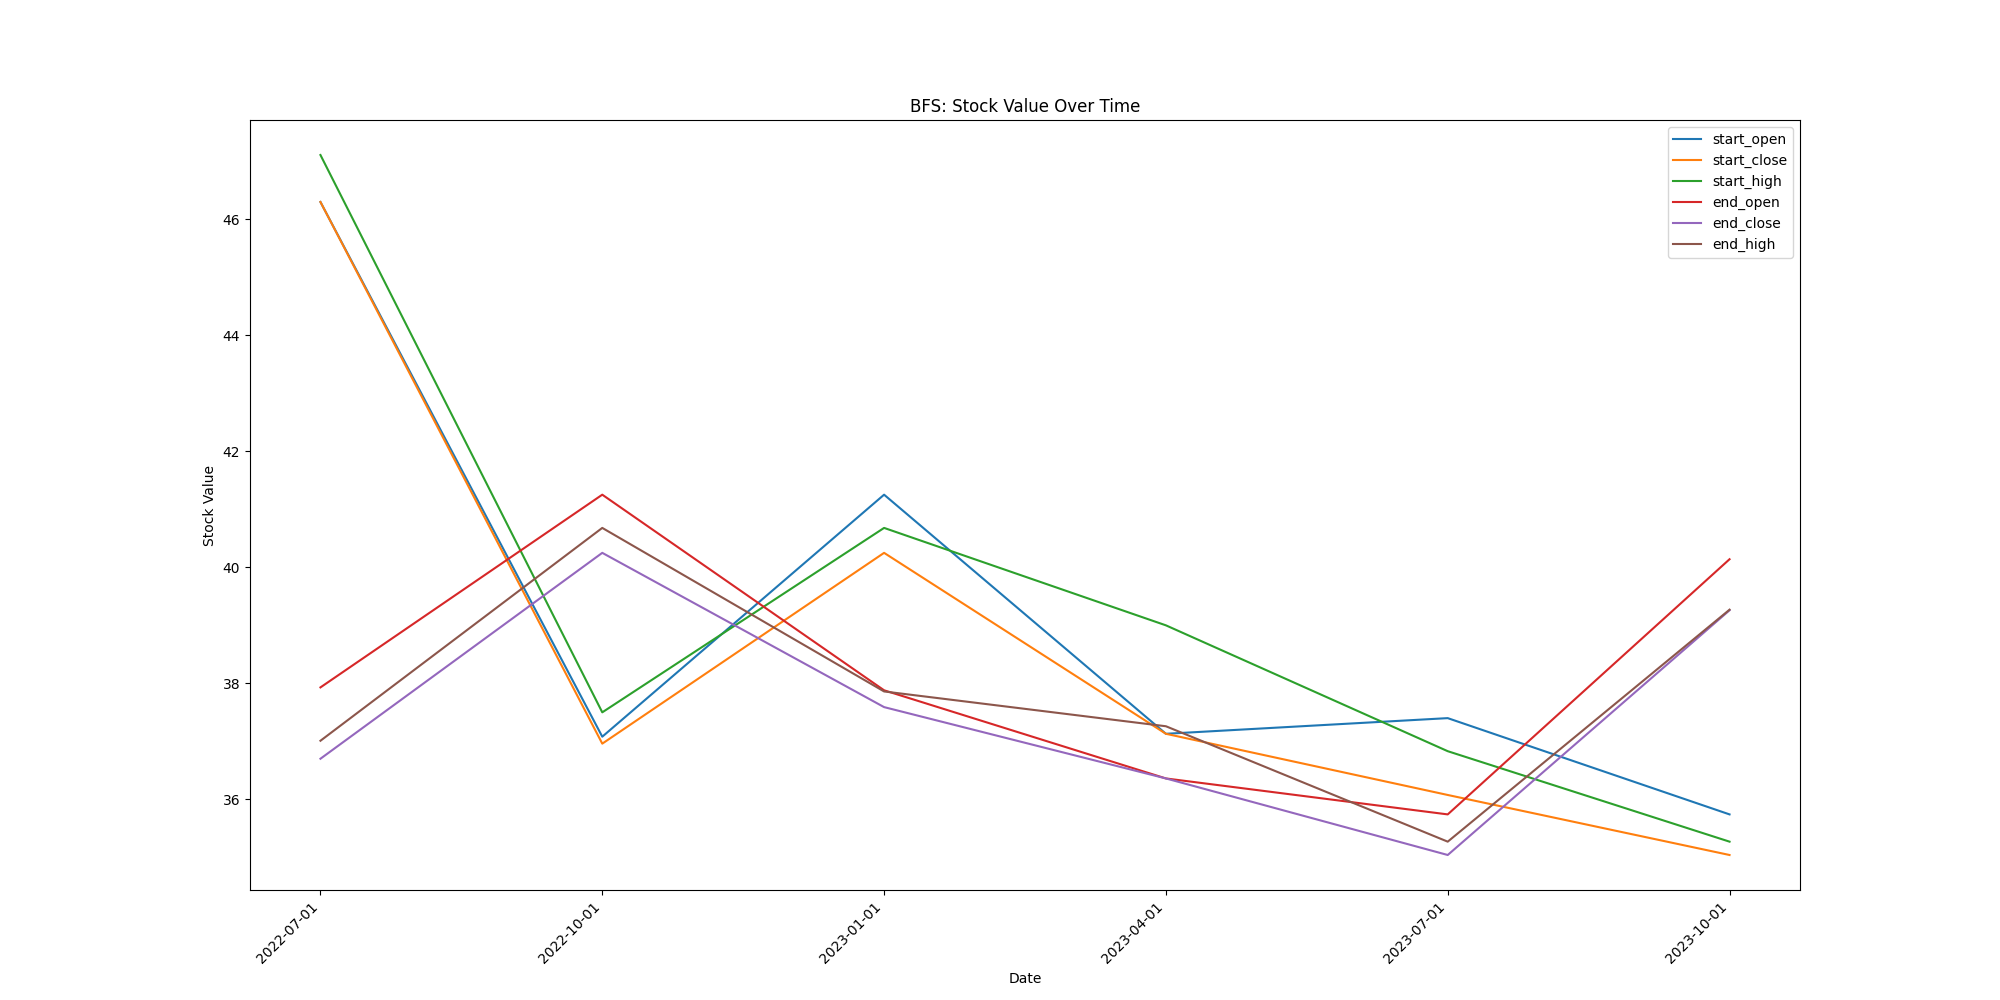 BFS: Stock Value Over Time
start_open
start_close
start_high
end_open
end_close
end_high
Stock Value
46
44
42
40
38
36
2022-07-01
2022-10-01
2023-01-01
2023-04-01
2023-07-01
2023-10-01
Date